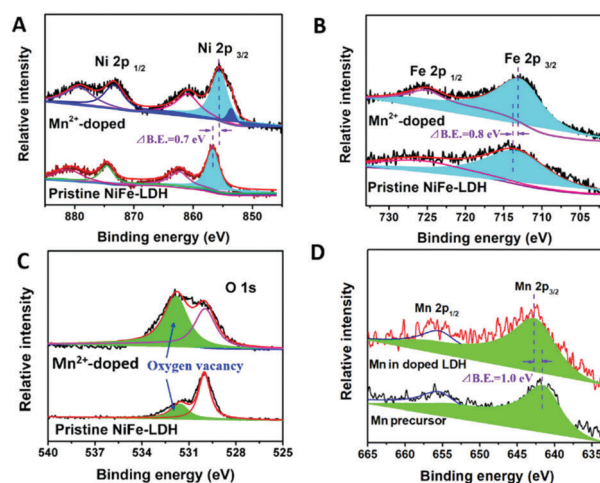 A
Relative intensity
Ni 2p 1/2
Ni 2p 3/2
Mn2+-doped
⊿B.E.=0.7 eV
Pristine NiFe-LDH
880 870 860 850
Binding energy (eV)
B
Relative intensity
Fe 2p 1/2
Fe 2p 3/2
Mn2+-doped
⊿B.E.=0.8 eV
Pristine NiFe-LDH
730 725 720 715 710 705
Binding energy (eV)
C
Relative intensity
O 1s
Mn2+-doped
Oxygen vacancy
Pristine NiFe-LDH
540 537 534 531 528 525
Binding energy (eV)
D
Relative intensity
Mn 2p1/2
Mn 2p3/2
Mn in doped LDH
⊿B.E.=1.0 eV
Mn precursor
665 660 655 650 645 640 635
Binding energy (eV)